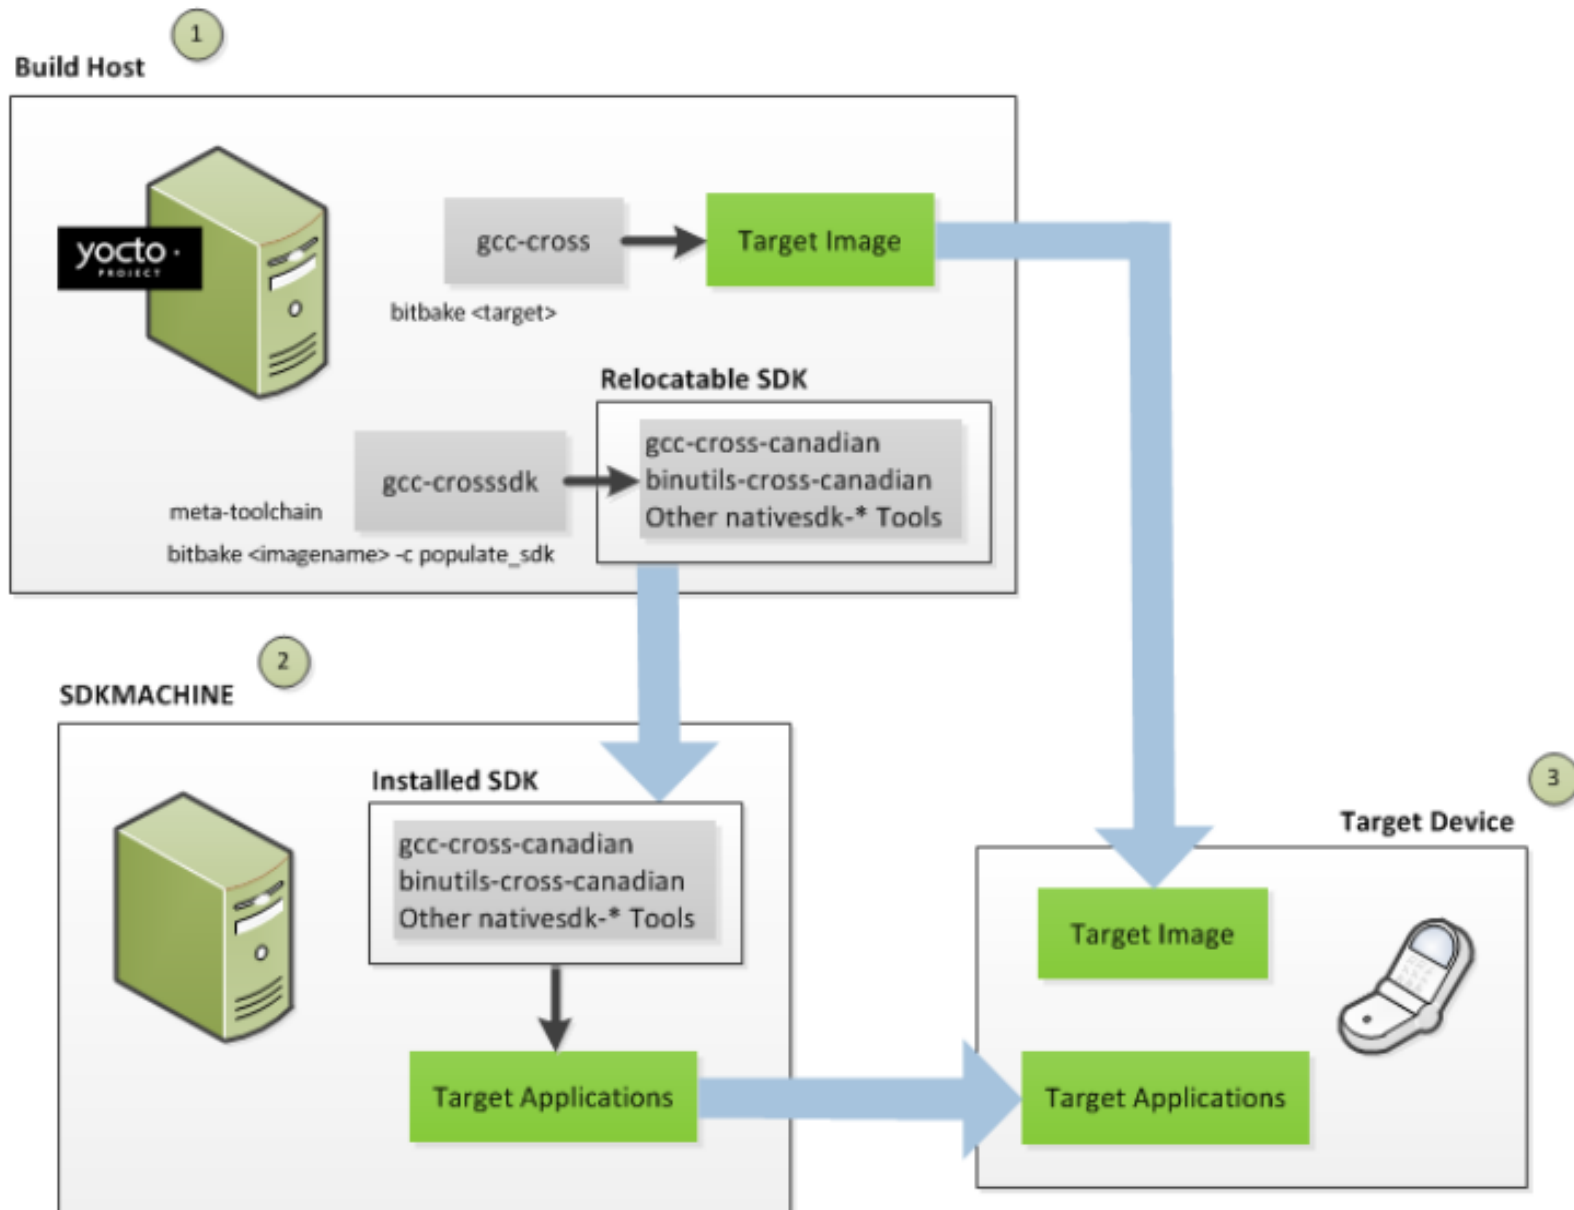 1
Build Host
yocto ·
PROJECT
gcc-cross
Target Image
bitbake <target>
Relocatable SDK
gcc-crosssdk
gcc-cross-canadian
binutils-cross-canadian
Other nativesdk-* Tools
meta-toolchain
bitbake <imagename> -c populate_sdk
2
SDKMACHINE
Installed SDK
gcc-cross-canadian
binutils-cross-canadian
Other nativesdk-* Tools
Target Applications
3
Target Device
Target Image
Target Applications